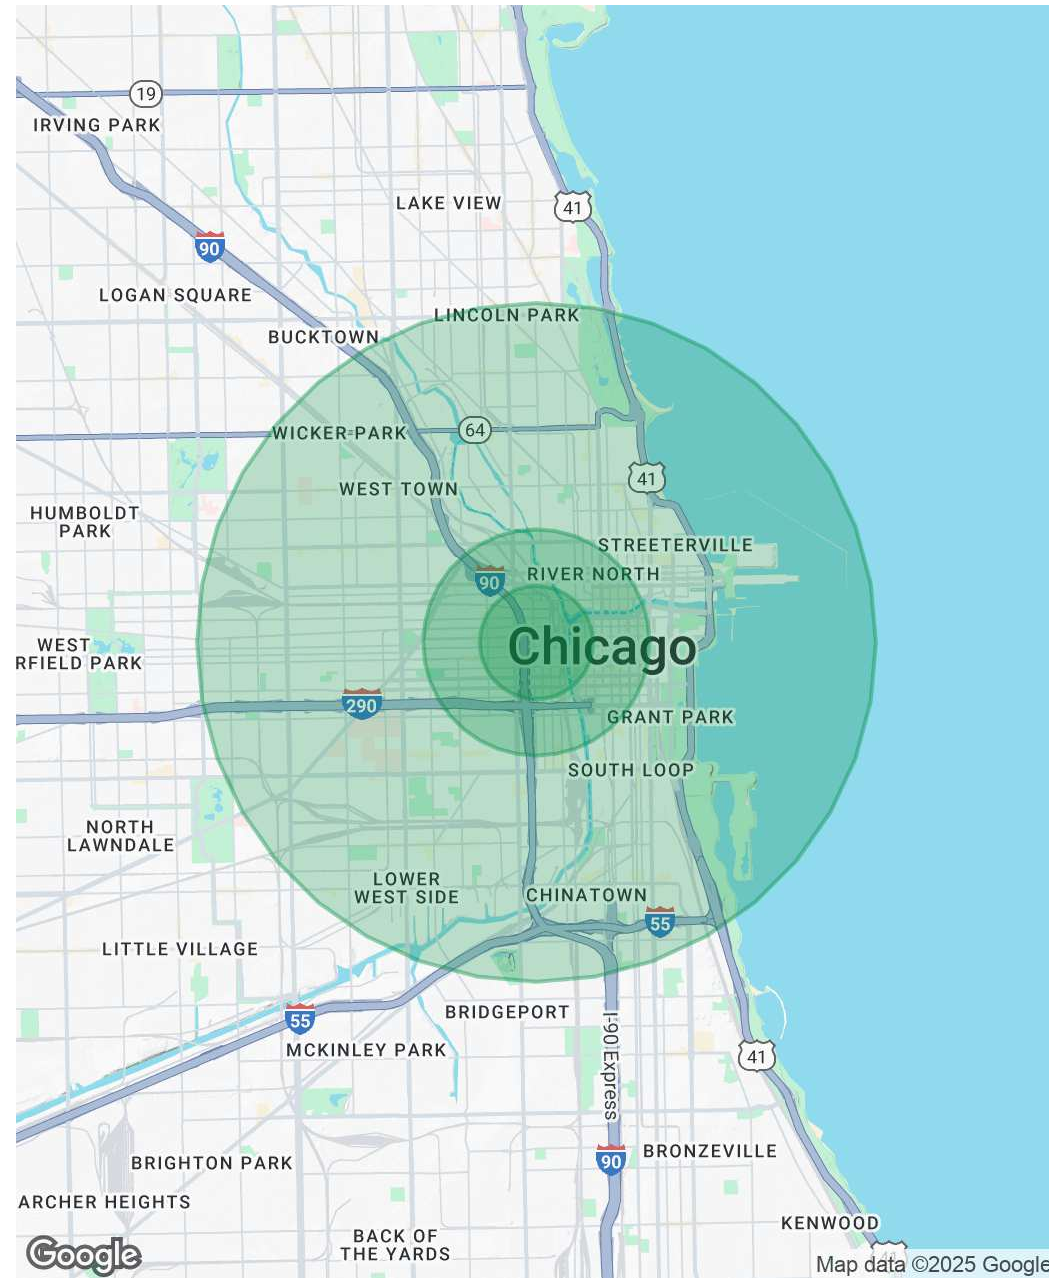 19
IRVING PARK
LAKE VIEW
41
90
LOGAN SQUARE
LINCOLN PARK
BUCKTOWN
64
WICKER PARK
41
WEST TOWN
HUMBOLDT
PARK
STREETERVILLE
RIVER NORTH
90
Chicago
WEST
RFIELD PARK
290
GRANT PARK
SOUTH LOOP
NORTH
LAWNDALE
LOWER
WEST SIDE
CHINATOWN
55
LITTLE VILLAGE
BRIDGEPORT
55
I-90 Express
MCKINLEY PARK
41
BRONZEVILLE
90
BRIGHTON PARK
ARCHER HEIGHTS
KENWOOD
BACK OF
THE YARDS
41
Google
Map data ©2025 Google